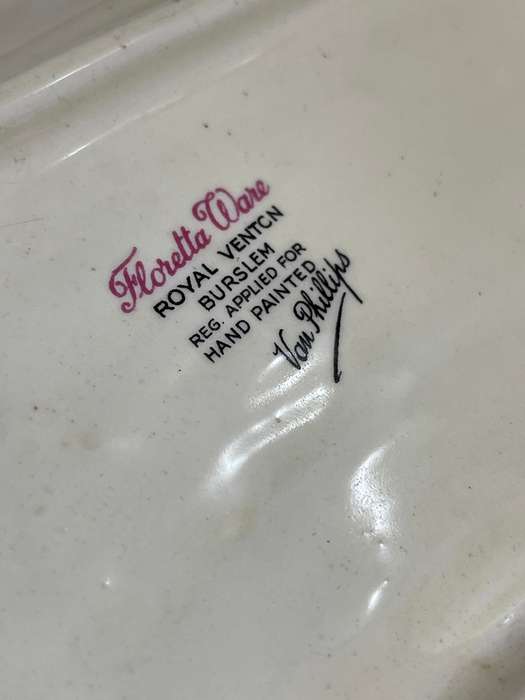 Floretta Ware
ROYAL VENTON
BURSLEM
REG. APPLIED FOR
HAND PAINTED
Van Phillips